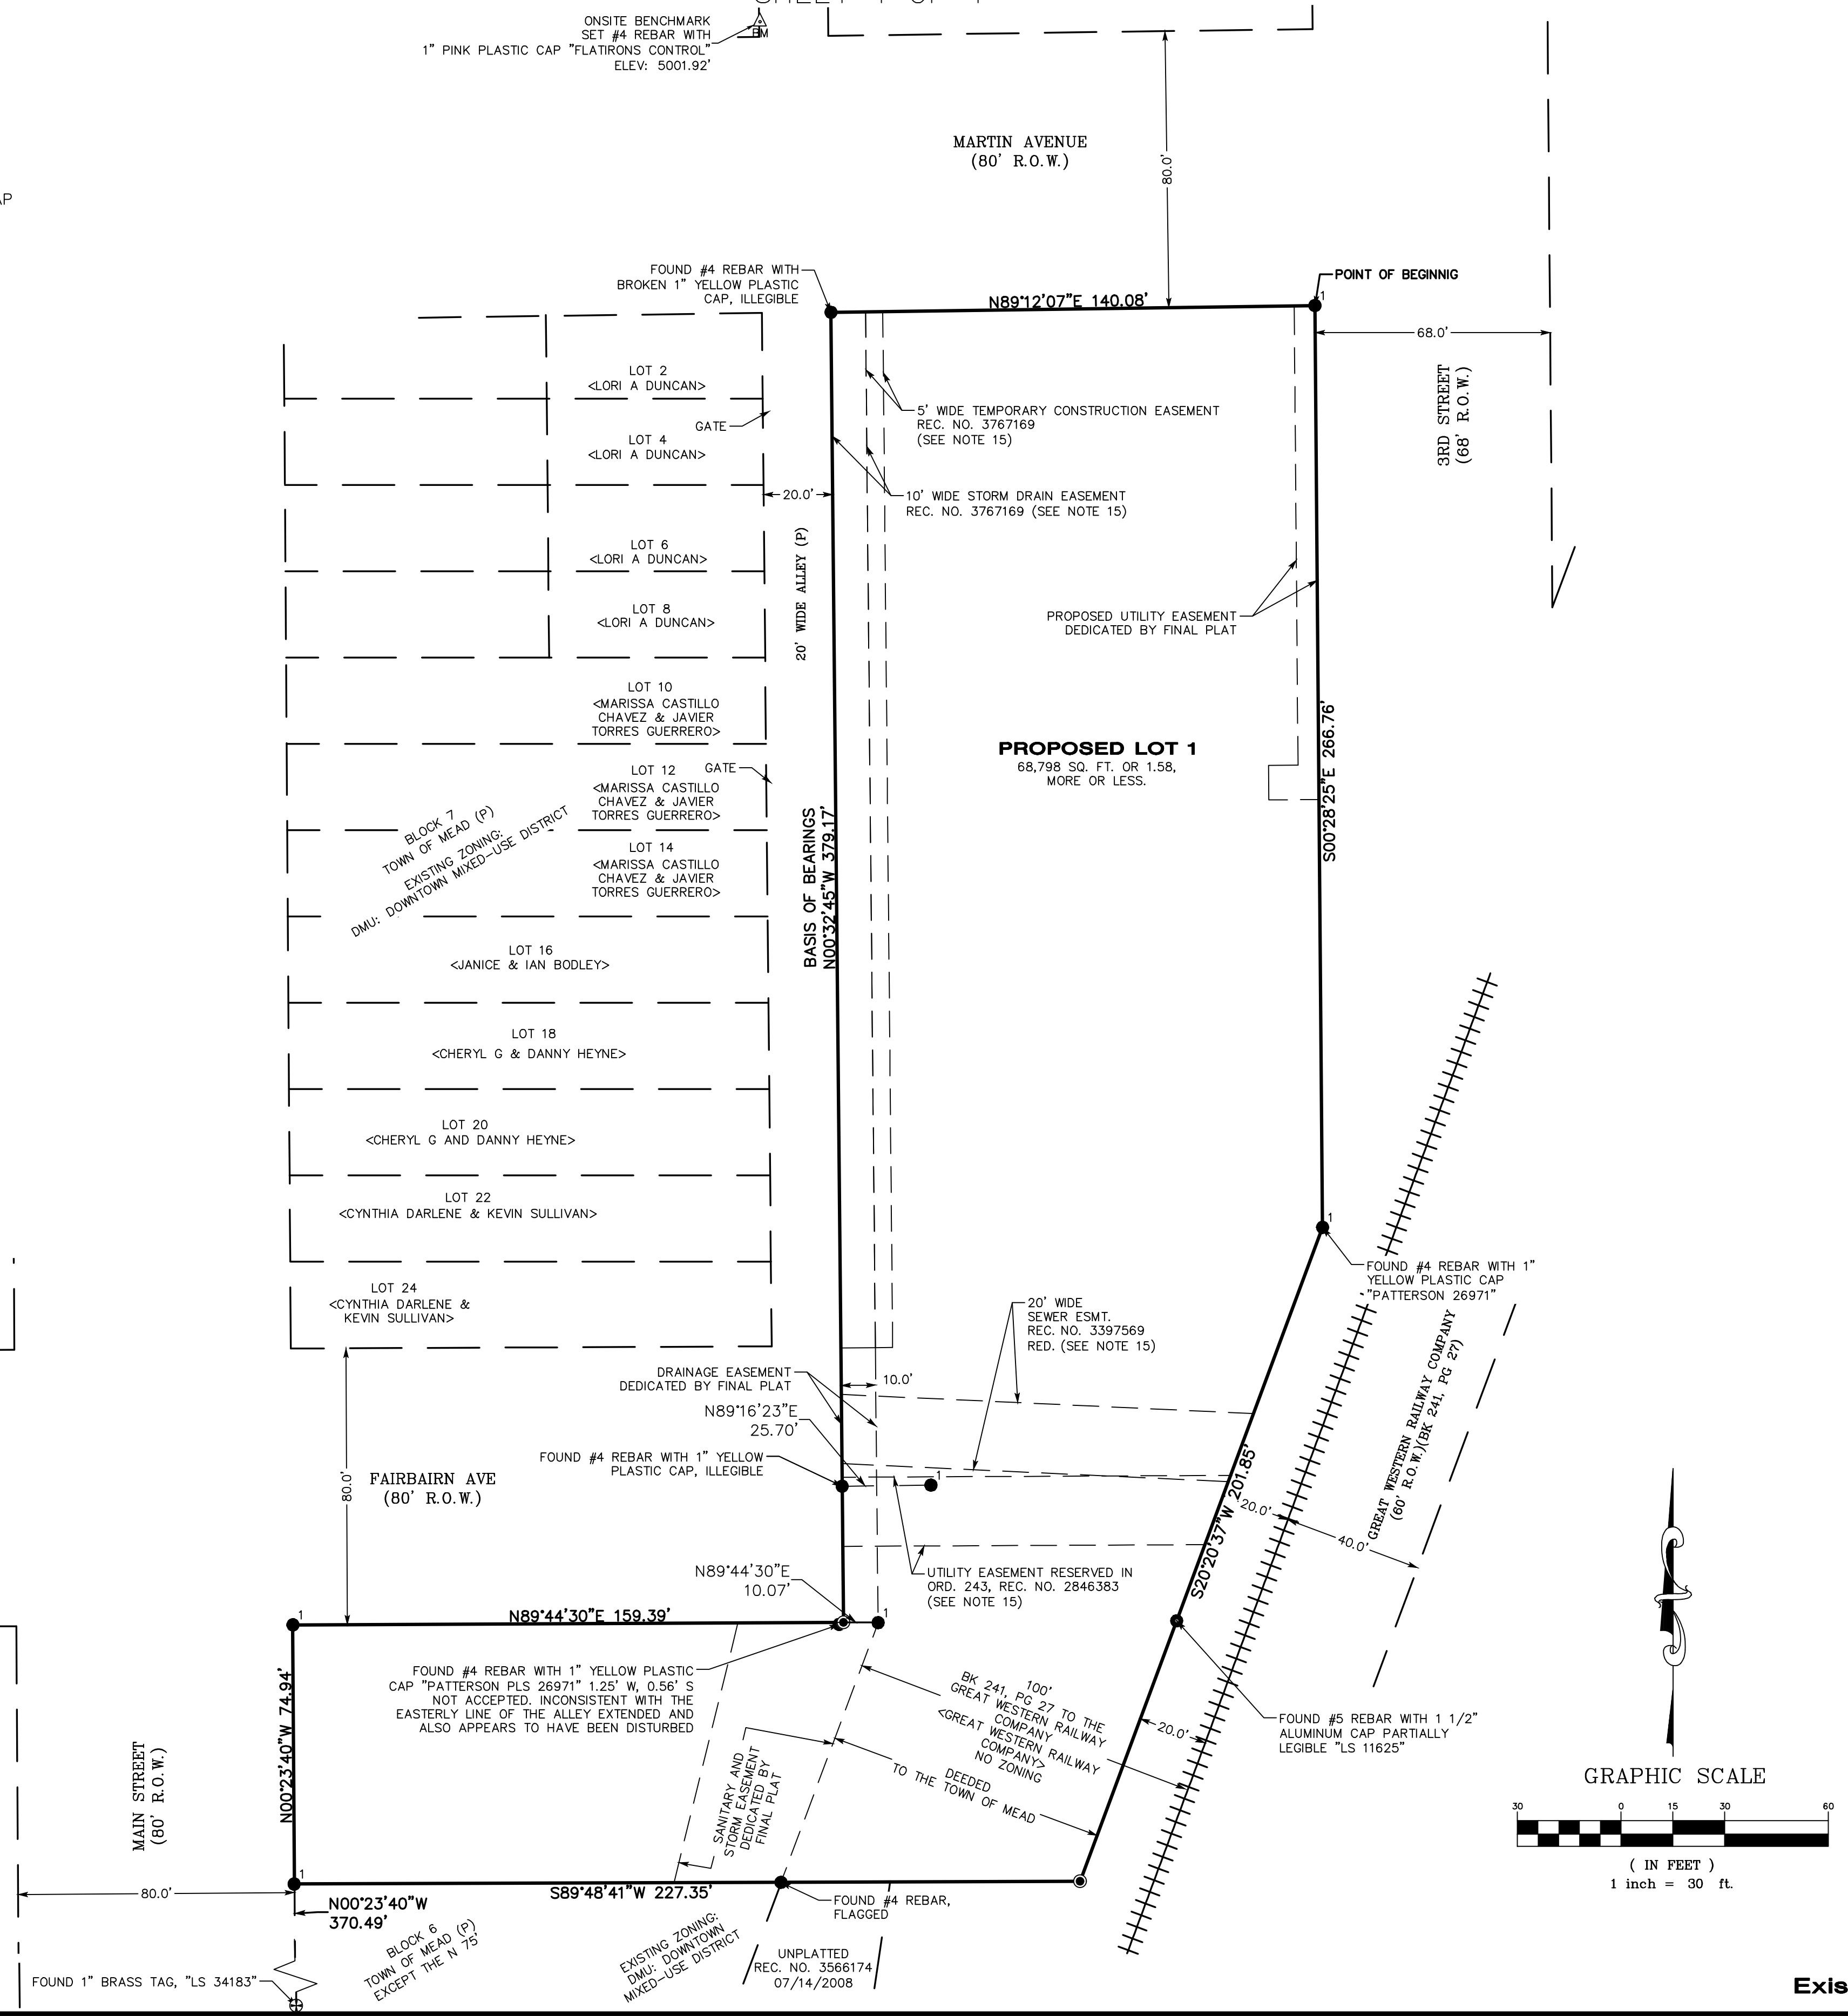 ONSITE BENCHMARK
SET #4 REBAR WITH
1" PINK PLASTIC CAP "FLATIRONS CONTROL"
ELEV: 5001.92'
BM
MARTIN AVENUE
(80' R.O.W.)
80.0'
AP
FOUND #4 REBAR WITH
BROKEN 1" YELLOW PLASTIC
CAP, ILLEGIBLE
N89°12'07"E 140.08'
1
POINT OF BEGINNIG
68.0'
3RD STREET
(68' R.O.W.)
LOT 2
<LORI A DUNCAN>
GATE
LOT 4
<LORI A DUNCAN>
5' WIDE TEMPORARY CONSTRUCTION EASEMENT
REC. NO. 3767169
(SEE NOTE 15)
20.0'
10' WIDE STORM DRAIN EASEMENT
REC. NO. 3767169 (SEE NOTE 15)
20' WIDE ALLEY (P)
LOT 6
<LORI A DUNCAN>
LOT 8
<LORI A DUNCAN>
PROPOSED UTILITY EASEMENT
DEDICATED BY FINAL PLAT
LOT 10
<MARISSA CASTILLO
CHAVEZ & JAVIER
TORRES GUERRERO>
PROPOSED LOT 1
68,798 SQ. FT. OR 1.58,
MORE OR LESS.
S00°28'25"E 266.76'
LOT 12
GATE
<MARISSA CASTILLO
CHAVEZ & JAVIER
TORRES GUERRERO>
BLOCK 7
TOWN OF MEAD (P)
EXISTING ZONING:
DMU: DOWNTOWN MIXED-USE DISTRICT
LOT 14
<MARISSA CASTILLO
CHAVEZ & JAVIER
TORRES GUERRERO>
BASIS OF BEARINGS
N00°32'45"W 379.17'
LOT 16
<JANICE & IAN BODLEY>
LOT 18
<CHERYL G & DANNY HEYNE>
LOT 20
<CHERYL G AND DANNY HEYNE>
LOT 22
<CYNTHIA DARLENE & KEVIN SULLIVAN>
LOT 24
<CYNTHIA DARLENE &
KEVIN SULLIVAN>
1
FOUND #4 REBAR WITH 1"
YELLOW PLASTIC CAP
"PATTERSON 26971"
20' WIDE
SEWER ESMT.
REC. NO. 3397569
RED. (SEE NOTE 15)
GREAT WESTERN RAILWAY COMPANY
(60' R.O.W.)(BK 241, PG 27)
DRAINAGE EASEMENT
DEDICATED BY FINAL PLAT
10.0'
N89°16'23"E
25.70'
FOUND #4 REBAR WITH 1" YELLOW
PLASTIC CAP, ILLEGIBLE
1
80.0'
FAIRBAIRN AVE
(80' R.O.W.)
S20°20'37"W 201.85'
20.0'
40.0'
N89°44'30"E
10.07'
UTILITY EASEMENT RESERVED IN
ORD. 243, REC. NO. 2846383
(SEE NOTE 15)
1
N89°44'30"E 159.39'
1
FOUND #4 REBAR WITH 1" YELLOW PLASTIC
CAP "PATTERSON PLS 26971" 1.25' W, 0.56' S
NOT ACCEPTED. INCONSISTENT WITH THE
EASTERLY LINE OF THE ALLEY EXTENDED AND
ALSO APPEARS TO HAVE BEEN DISTURBED
100'
BK 241, PG 27 TO THE
GREAT WESTERN RAILWAY
COMPANY
<GREAT WESTERN RAILWAY
COMPANY>
NO ZONING
20.0'
FOUND #5 REBAR WITH 1 1/2"
ALUMINUM CAP PARTIALLY
LEGIBLE "LS 11625"
DEEDED
TO THE TOWN OF MEAD
SANITARY AND
STORM EASEMENT
DEDICATED BY
FINAL PLAT
N00°23'40"W 74.94'
MAIN STREET
(80' R.O.W.)
GRAPHIC SCALE
30 0 15 30 60
( IN FEET )
1 inch = 30 ft.
1
80.0'
S89°48'41"W 227.35'
N00°23'40"W
370.49'
FOUND #4 REBAR,
FLAGGED
BLOCK 6
TOWN OF MEAD (P)
EXCEPT THE N 75'
EXISTING ZONING:
DMU: DOWNTOWN
MIXED-USE DISTRICT
UNPLATTED
REC. NO. 3566174
07/14/2008
FOUND 1" BRASS TAG, "LS 34183"
Exis